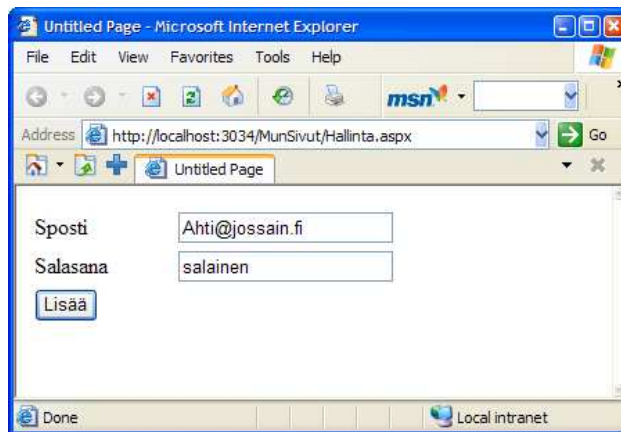 Untitled Page - Microsoft Internet Explorer
File Edit View Favorites Tools Help
msn
Address http://localhost:3034/MunSivut/Hallinta.aspx Go
Untitled Page
Sposti Ahti@jossain.fi
Salasana salainen
Lisää
Done Local intranet